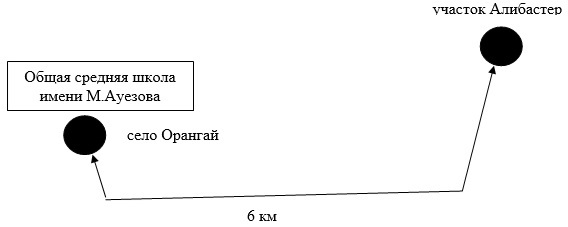 участок Алибастер
Общая средняя школа
имени М.Ауезова
село Орангай
6 км